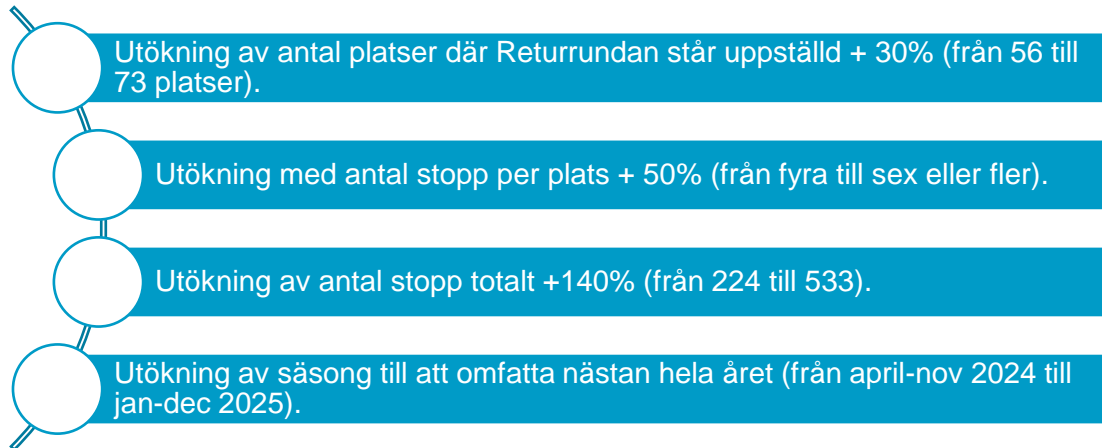 Utökning av antal platser där Returrundan står uppställd + 30% (från 56 till
73 platser).
Utökning med antal stopp per plats + 50% (från fyra till sex eller fler).
Utökning av antal stopp totalt +140% (från 224 till 533).
Utökning av säsong till att omfatta nästan hela året (från april-nov 2024 till
jan-dec 2025).